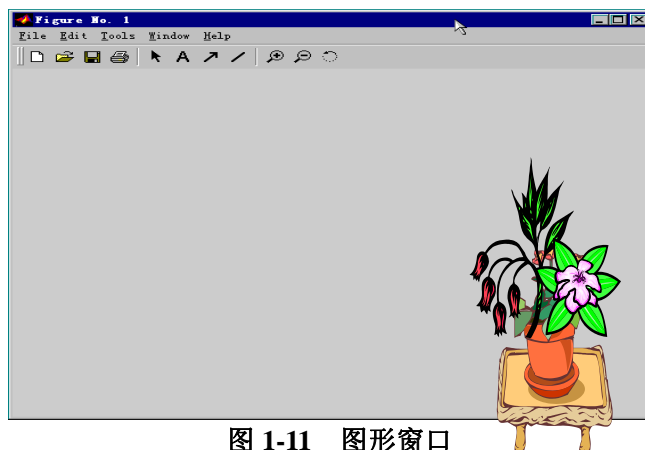 Figure No. 1
File Edit Tools Window Help
A
图 1-11 图形窗口